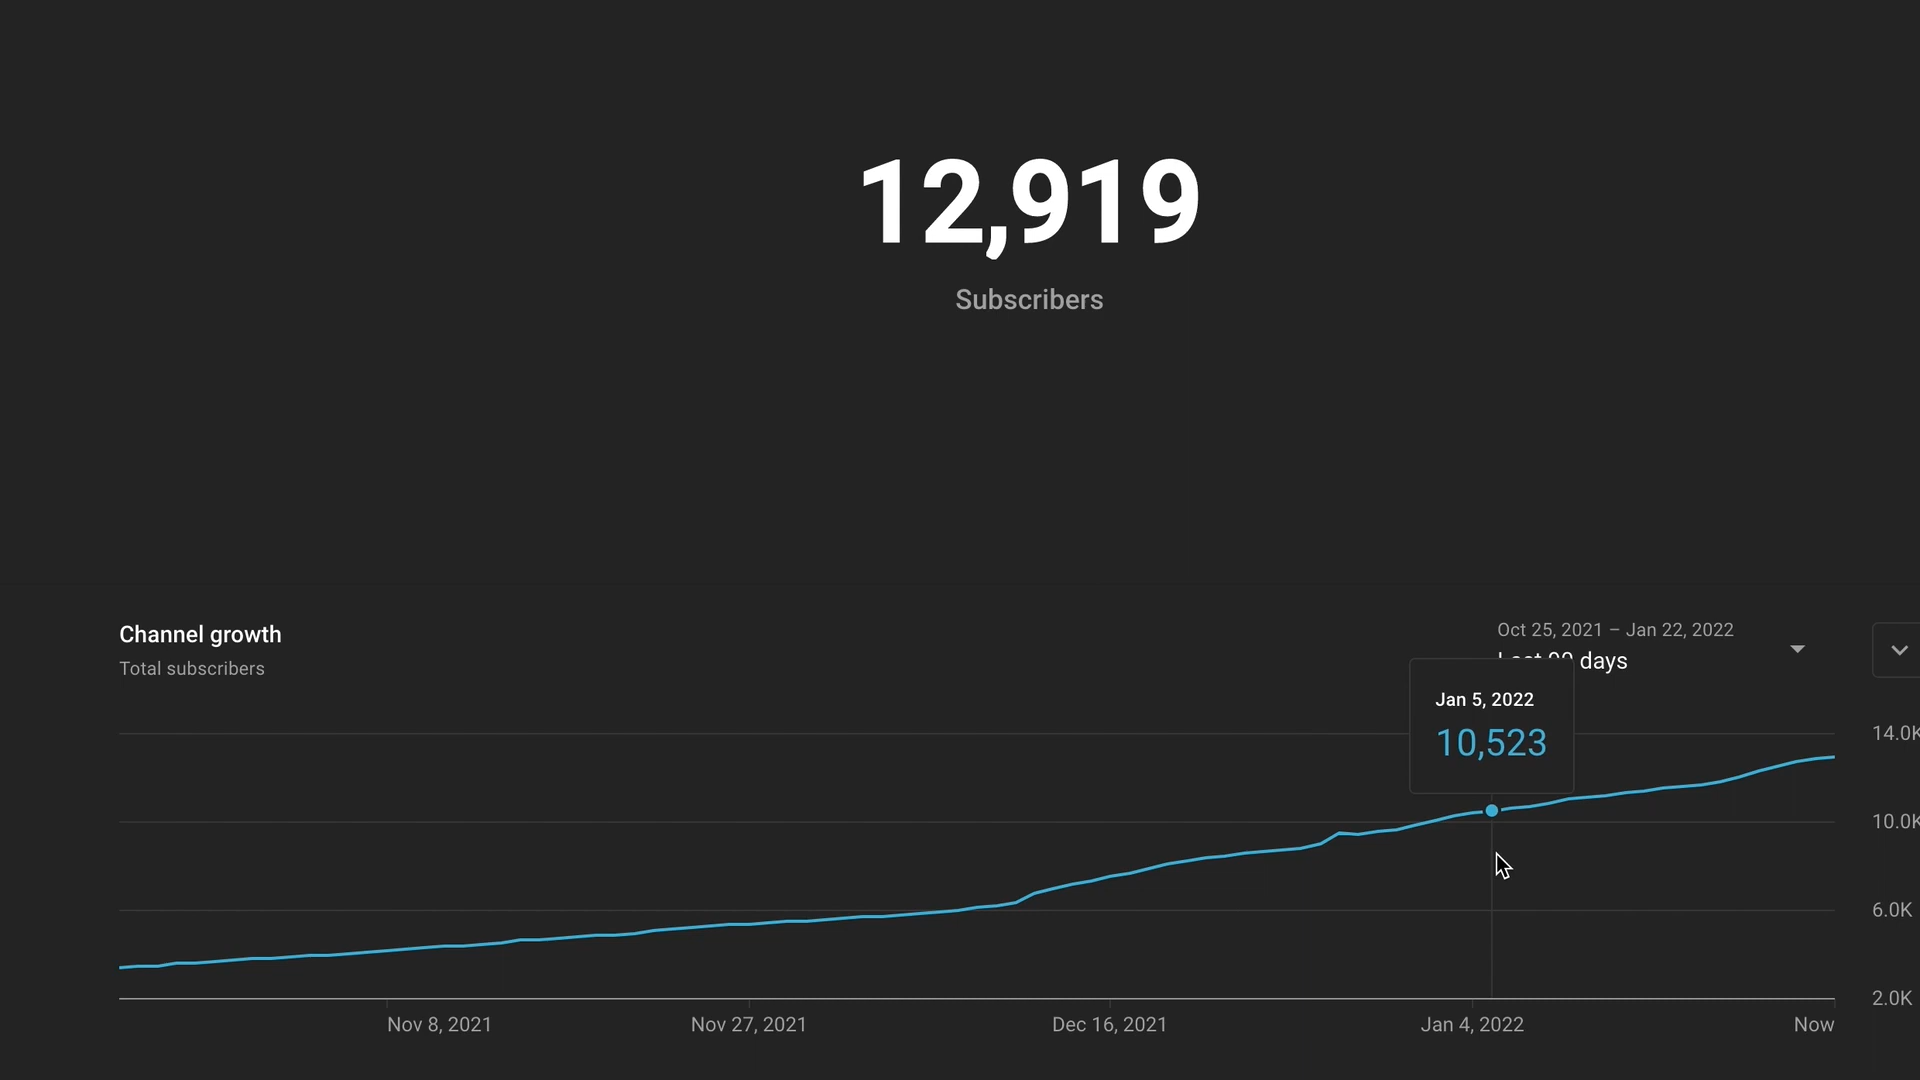 12,919
Subscribers
Channel growth
Total subscribers
Oct 25, 2021 – Jan 22, 2022
days
Jan 5, 2022
10,523
14.0K
10.0K
6.0K
2.0K
Nov 8, 2021
Nov 27, 2021
Dec 16, 2021
Jan 4, 2022
Now